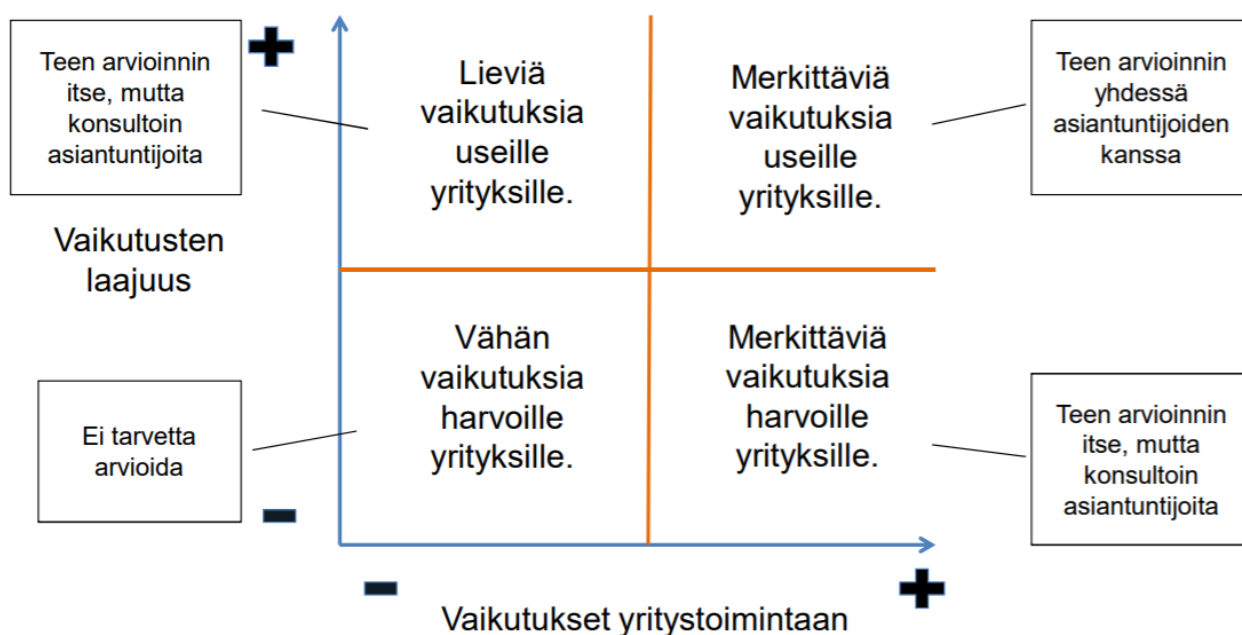 Teen arvioinnin
itse, mutta
konsultoin
asiantuntijoita
+
Lieviä
vaikutuksia
useille
yrityksille.
Merkittäviä
vaikutuksia
useille
yrityksille.
Teen arvioinnin
yhdessä
asiantuntijoiden
kanssa
Vaikutusten
laajuus
Ei tarvetta
arvioida
-
Vähän
vaikutuksia
harvoille
yrityksille.
Merkittäviä
vaikutuksia
harvoille
yrityksille.
Teen arvioinnin
itse, mutta
konsultoin
asiantuntijoita
-
+
Vaikutukset yritystoimintaan